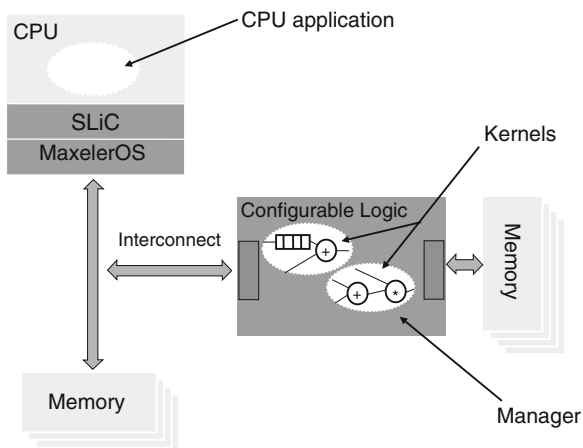 CPU application
CPU
SLiC
MaxelerOS
Kernels
Interconnect
Configurable Logic
+
+
*
Memory
Memory
Manager